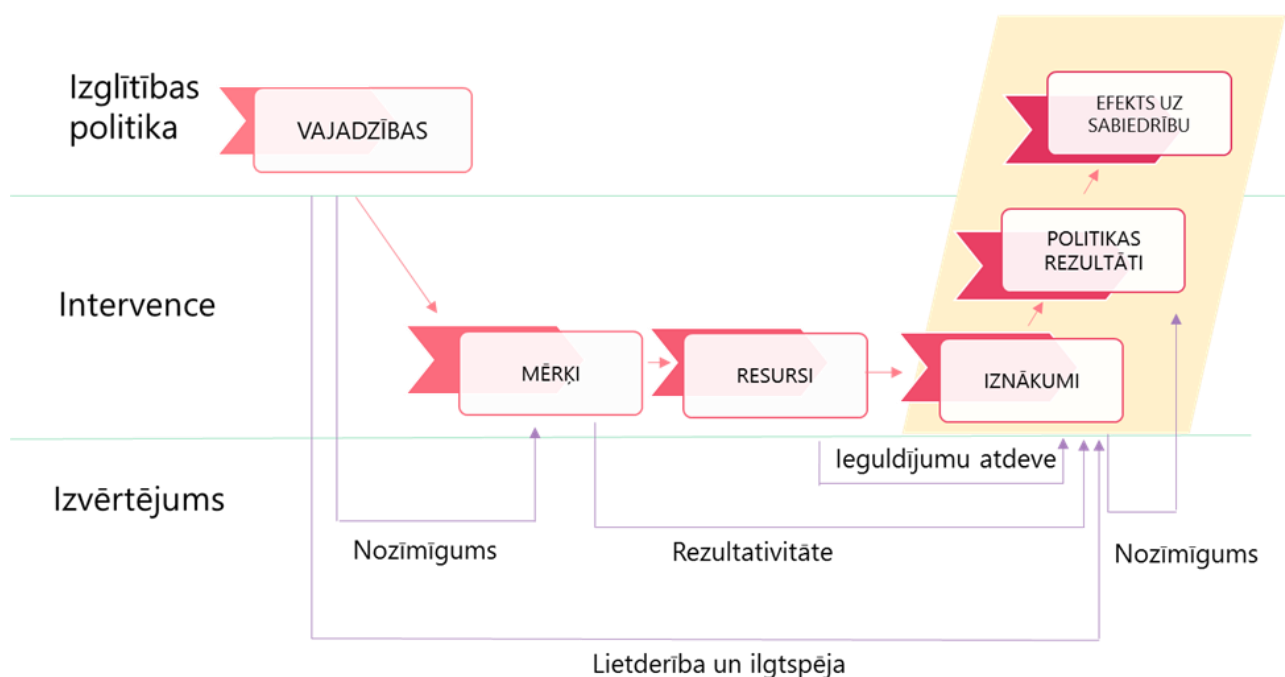 Izglītības
politika
VAJADZĪBAS
EFEKTS UZ
SABIEDRĪBU
Intervence
POLITIKAS
REZULTĀTI
MĒRĶI
RESURSI
IZNĀKUMI
Izvērtējums
Ieguldījumu atdeve
Nozīmīgums
Rezultativitāte
Nozīmīgums
Lietderība un ilgtspēja